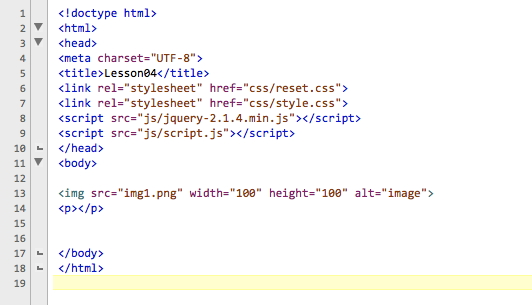 1 <!doctype html>
2 <html>
3 <head>
4 <meta charset="UTF-8">
5 <title>Lesson04</title>
6 <link rel="stylesheet" href="css/reset.css">
7 <link rel="stylesheet" href="css/style.css">
8 <script src="js/jquery-2.1.4.min.js"></script>
9 <script src="js/script.js"></script>
10 </head>
11 <body>
12
13 <img src="img1.png" width="100" height="100" alt="image">
14 <p></p>
15
16
17 </body>
18 </html>
19